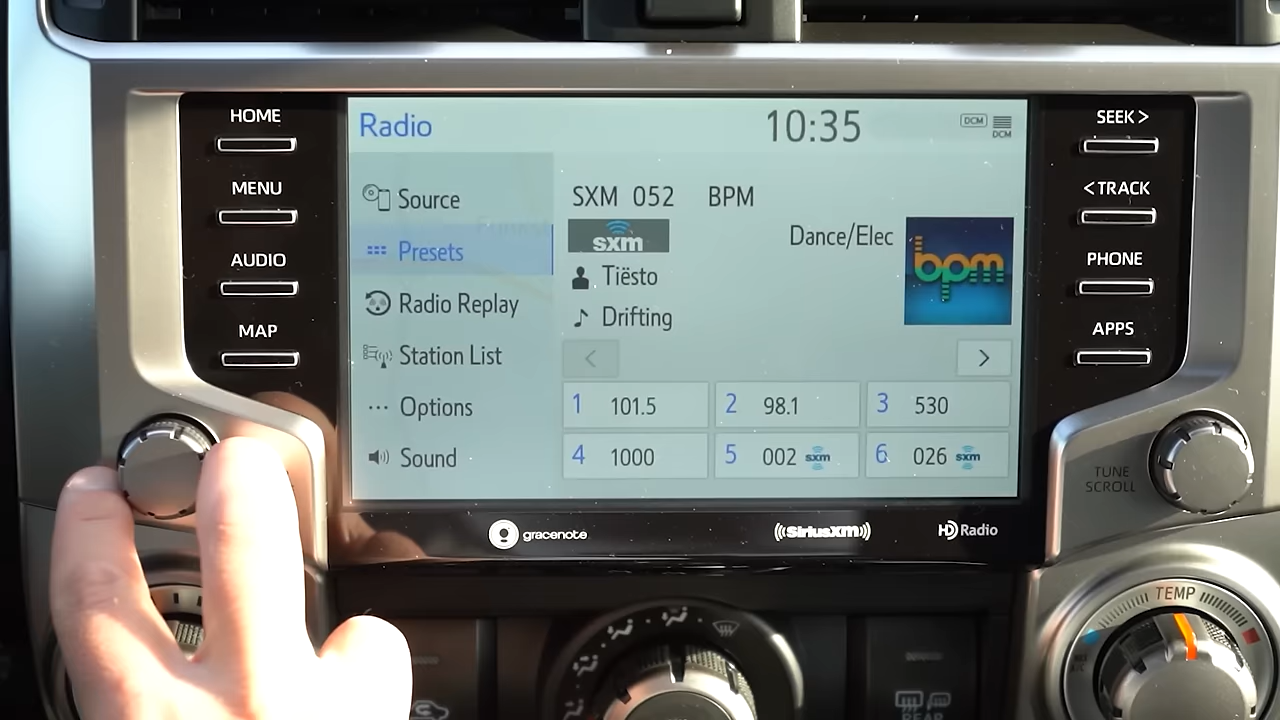 HOME
MENU
AUDIO
MAP
Radio
10:35
DCM
DCM
Source
Presets
Radio Replay
Station List
Options
Sound
SXM 052 BPM
sxm
Dance/Elec
bpm
Tiësto
Drifting
1 101.5
2 98.1
3 530
4 1000
5 002 sxm
6 026 sxm
SEEK >
< TRACK
PHONE
APPS
TUNE
SCROLL
gracenote
((SiriusXM))
HD Radio
TEMP
REAR